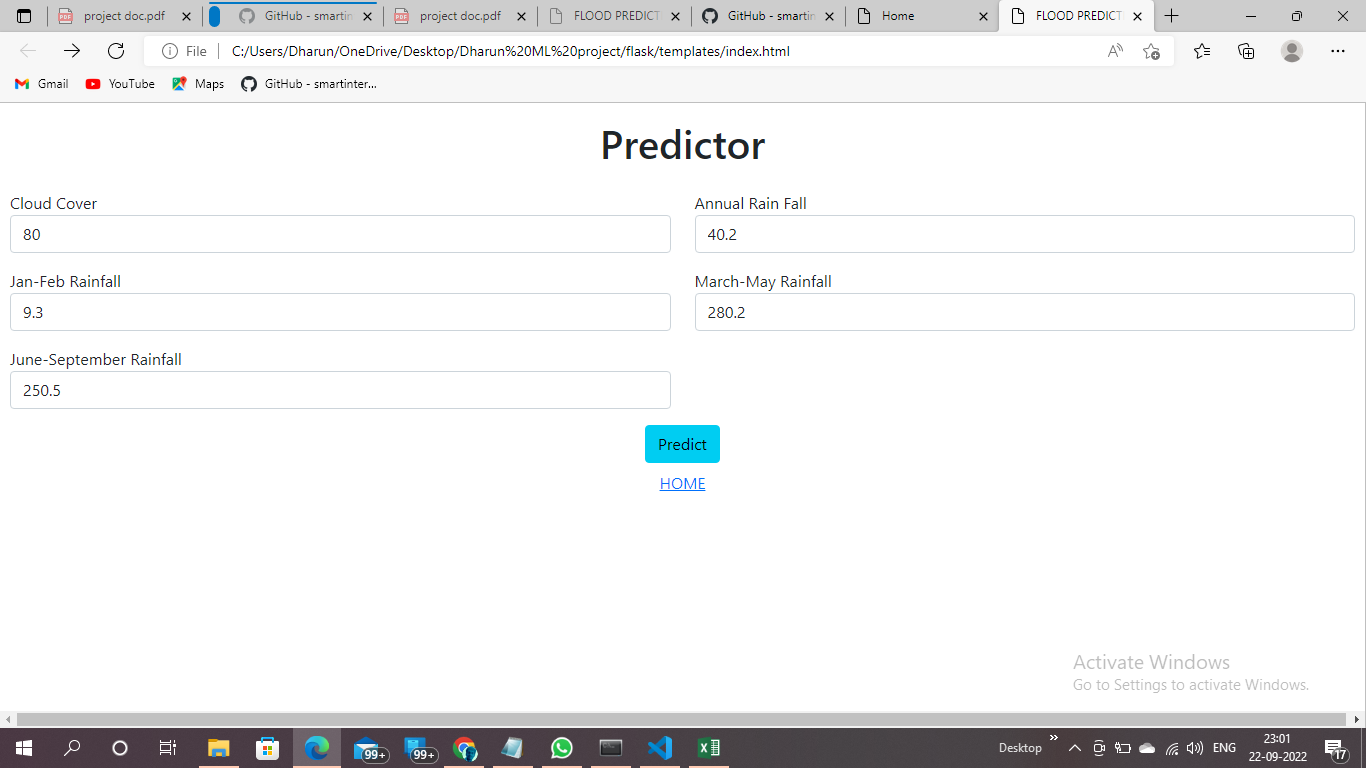 project doc.pdf GitHub - smartin project doc.pdf FLOOD PREDICT GitHub - smartin Home FLOOD PREDICT
File C:/Users/Dharun/OneDrive/Desktop/Dharun%20ML%20project/flask/templates/index.html
Gmail YouTube Maps GitHub - smartinter...
Predictor
Cloud Cover Annual Rain Fall
80 40.2
Jan-Feb Rainfall March-May Rainfall
9.3 280.2
June-September Rainfall
250.5
Predict
HOME
Activate Windows
Go to Settings to activate Windows.
99+ 99+ Desktop ENG 23:01
22-09-2022 17